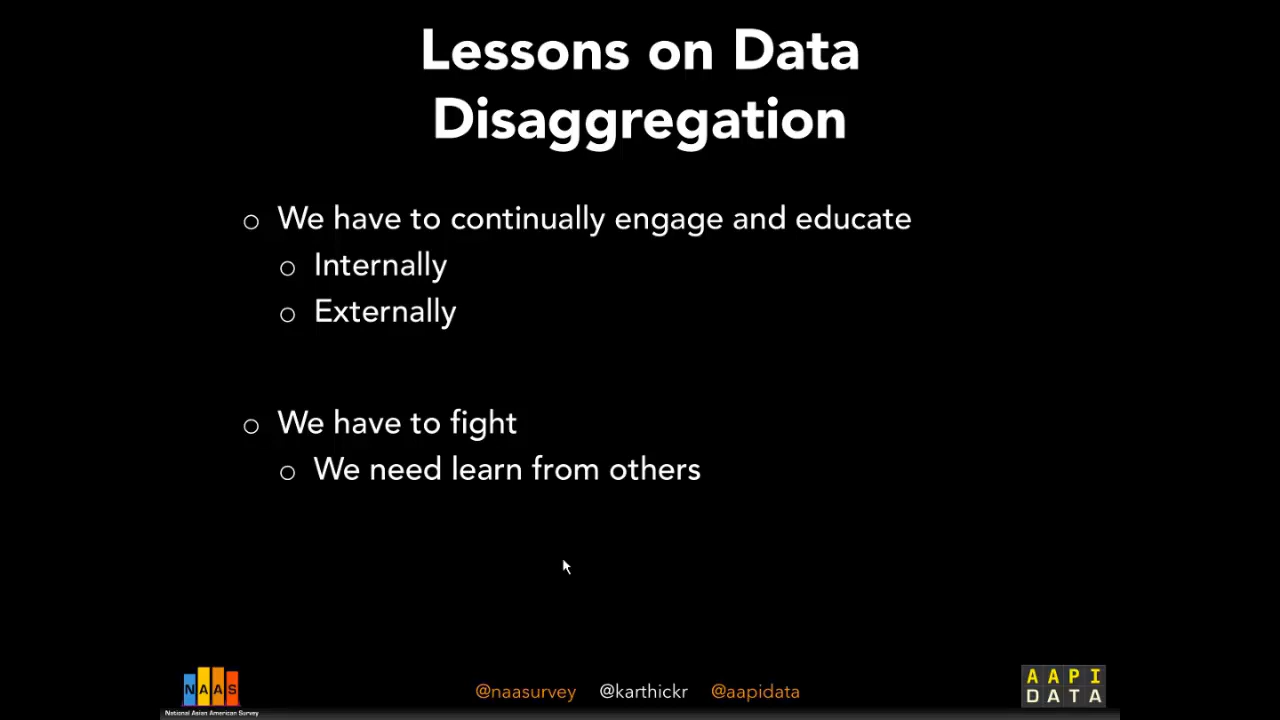 Lessons on Data
Disaggregation
o We have to continually engage and educate
o Internally
o Externally
o We have to fight
o We need learn from others
NAAS
National Asian American Survey
@naasurvey @karthickr @aapidata
AAPI
DATA